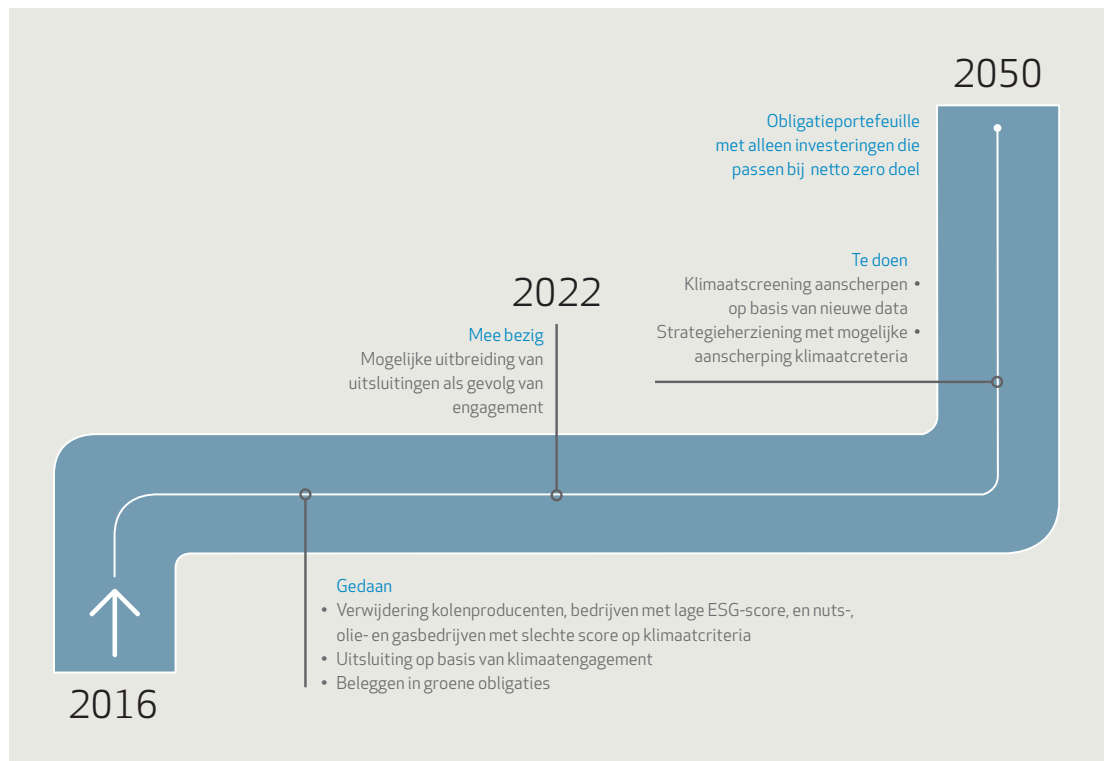 2050
Obligatieportefeuille
met alleen investeringen die
passen bij netto zero doel
Te doen
Klimaatscreening aanscherpen •
op basis van nieuwe data
Strategieherziening met mogelijke •
aanscherping klimaatcreteria
2022
Mee bezig
Mogelijke uitbreiding van
uitsluitingen als gevolg van
engagement
Gedaan
• Verwijdering kolenproducenten, bedrijven met lage ESG-score, en nuts-,
olie- en gasbedrijven met slechte score op klimaatcriteria
• Uitsluiting op basis van klimaatengagement
• Beleggen in groene obligaties
2016